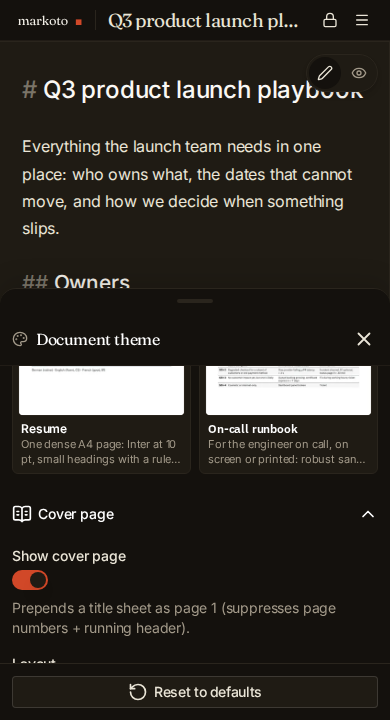 markoto
Q3 product launch pl...
# Q3 product launch playbook
Everything the launch team needs in one
place: who owns what, the dates that cannot
move, and how we decide when something
slips.
## Owners
Document theme
Resume
One dense A4 page: Inter at 10
pt, small headings with a rule...
On-call runbook
For the engineer on call, on
screen or printed: robust san...
Cover page
Show cover page
Prepends a title sheet as page 1 (suppresses page
numbers + running header).
Layout
Reset to defaults